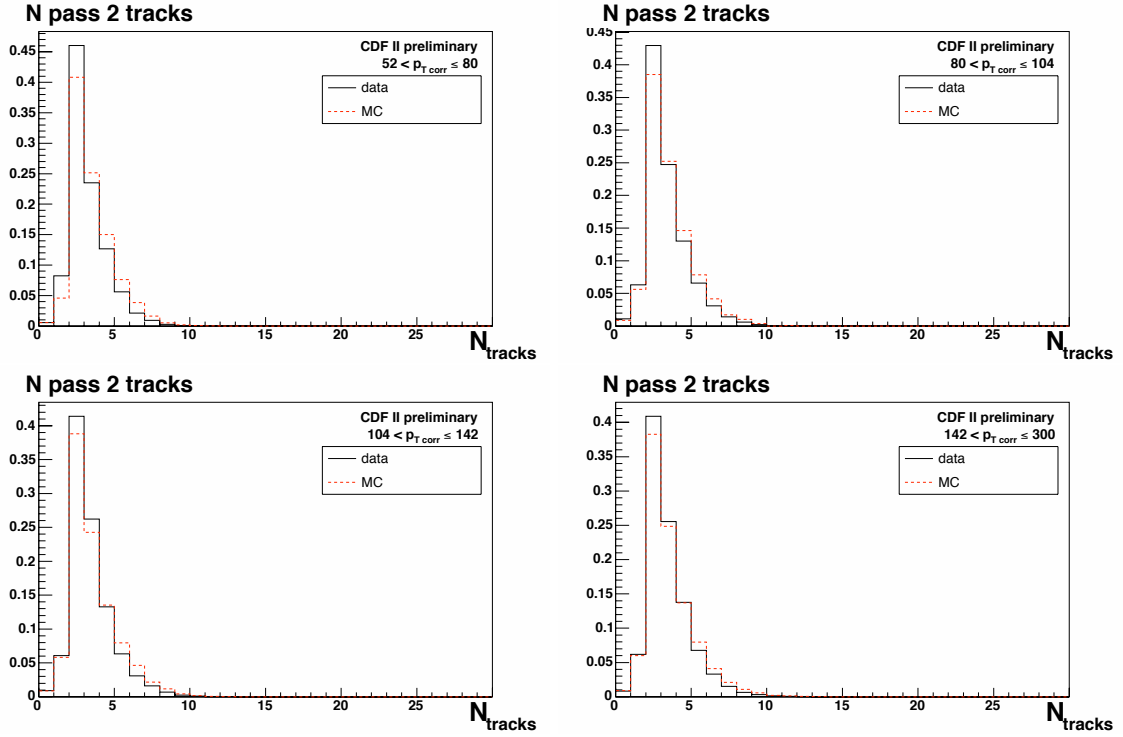 N pass 2 tracks
CDF II preliminary
52 < p_T corr ≤ 80
data
MC
0.45
0.4
0.35
0.3
0.25
0.2
0.15
0.1
0.05
0
0 5 10 15 20 25
N_tracks
N pass 2 tracks
CDF II preliminary
80 < p_T corr ≤ 104
data
MC
0.45
0.4
0.35
0.3
0.25
0.2
0.15
0.1
0.05
0
0 5 10 15 20 25
N_tracks
N pass 2 tracks
CDF II preliminary
104 < p_T corr ≤ 142
data
MC
0.4
0.35
0.3
0.25
0.2
0.15
0.1
0.05
0
0 5 10 15 20 25
N_tracks
N pass 2 tracks
CDF II preliminary
142 < p_T corr ≤ 300
data
MC
0.4
0.35
0.3
0.25
0.2
0.15
0.1
0.05
0
0 5 10 15 20 25
N_tracks